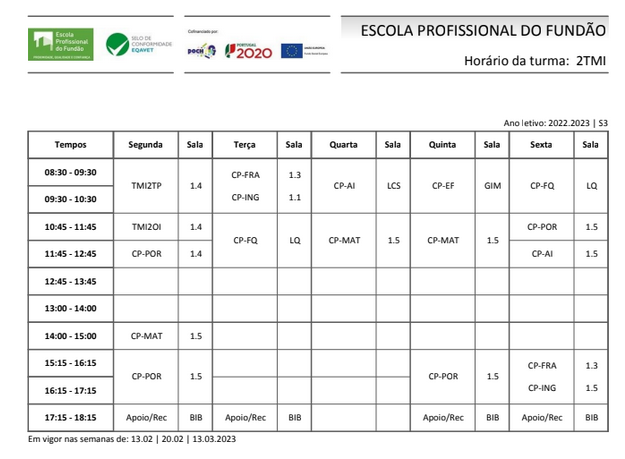 Escola
Profissional
do Fundão
SELO DE
CONFORMIDADE
EQAVET
Cofinanciado por:
POCH
PORTUGAL
2020
UNIÃO EUROPEIA
ESCOLA PROFISSIONAL DO FUNDÃO
Horário da turma: 2TMI
Ano letivo: 2022.2023 | S3
Tempos Segunda Sala Terça Sala Quarta Sala Quinta Sala Sexta Sala
08:30 - 09:30 TMI2TP 1.4 CP-FRA 1.3 CP-AI LCS CP-EF GIM CP-FQ LQ
09:30 - 10:30 CP-ING 1.1
10:45 - 11:45 TMI2OI 1.4 CP-FQ LQ CP-MAT 1.5 CP-MAT 1.5 CP-POR 1.5
11:45 - 12:45 CP-POR 1.4 CP-AI 1.5
12:45 - 13:45
13:00 - 14:00
14:00 - 15:00 CP-MAT 1.5
15:15 - 16:15 CP-POR 1.5 CP-POR 1.5 CP-FRA 1.3
16:15 - 17:15 CP-ING 1.5
17:15 - 18:15 Apoio/Rec BIB Apoio/Rec BIB Apoio/Rec BIB Apoio/Rec BIB
Em vigor nas semanas de: 13.02 | 20.02 | 13.03.2023